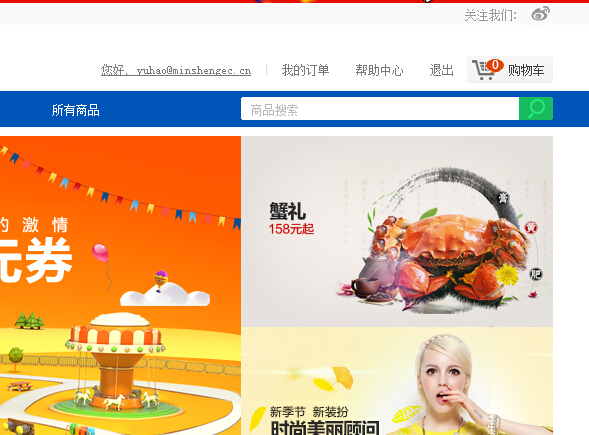 关注我们：
您好，yuhao@minshengec.cn
我的订单
帮助中心
退出
0
购物车
所有商品
商品搜索
的激情
元券
蟹礼
158元起
膏
黄
肥
新季节 新装扮
时尚美丽顾问